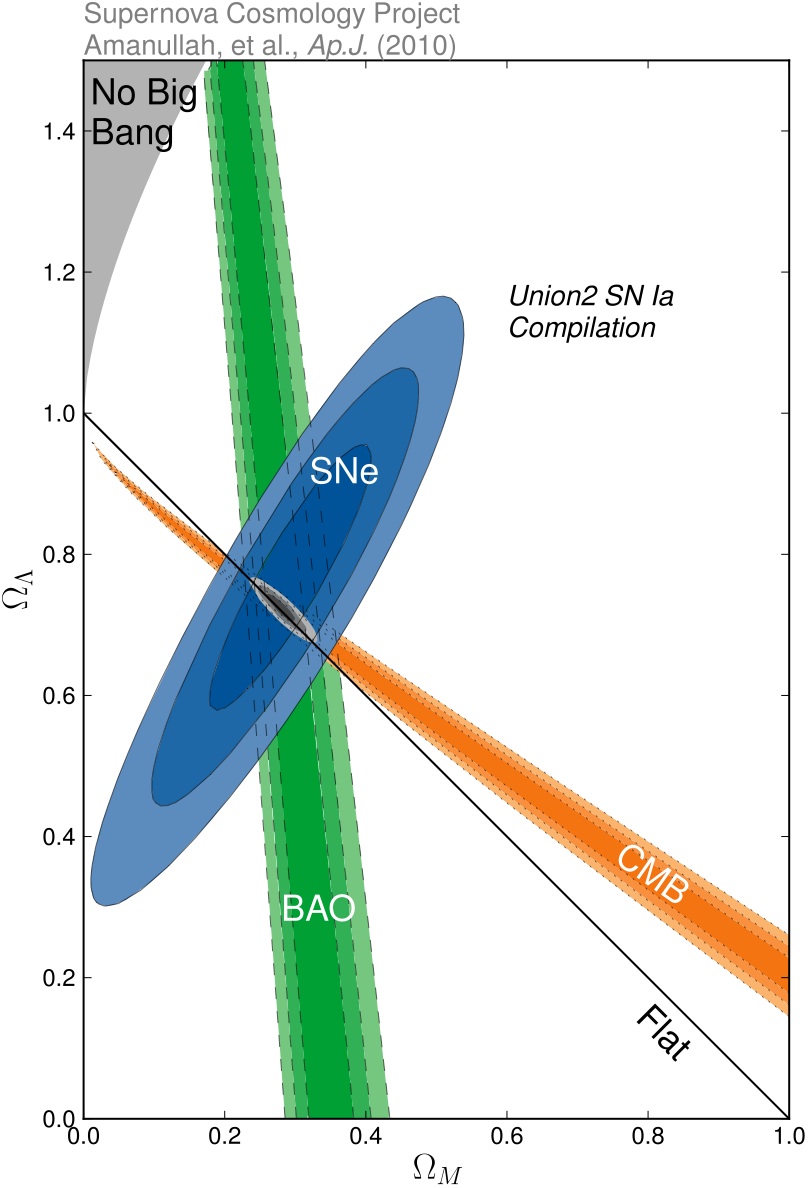 Supernova Cosmology Project
Amanullah, et al., Ap.J. (2010)
No Big
Bang
Union2 SN Ia
Compilation
SNe
BAO
CMB
Flat
1.4
1.2
1.0
0.8
0.6
0.4
0.2
0.0
Ω_Λ
0.0
0.2
0.4
0.6
0.8
1.0
Ω_M